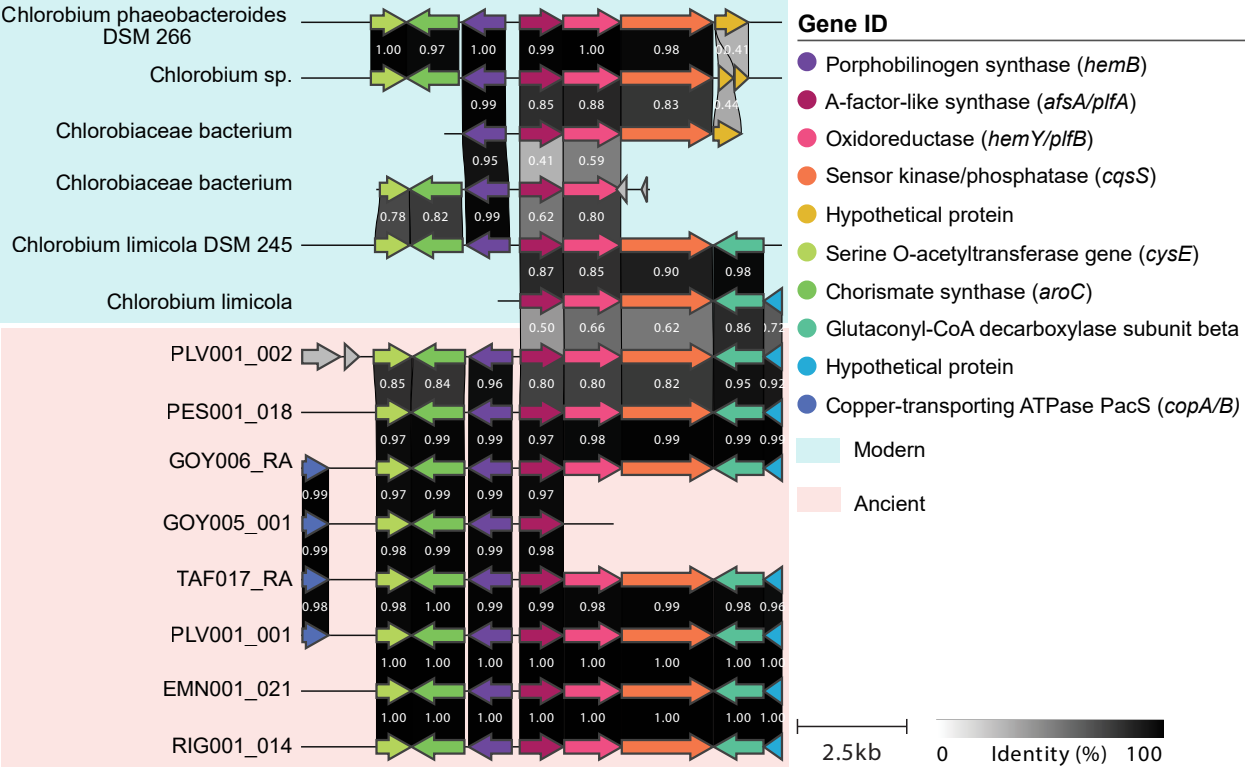 Chlorobium phaeobacteroides
DSM 266
1.00 0.97 1.00 0.99 1.00 0.98 0.41
Chlorobium sp.
0.99 0.85 0.88 0.83 0.44
Chlorobiaceae bacterium
0.95 0.41 0.59
Chlorobiaceae bacterium
0.78 0.82 0.99 0.62 0.80
Chlorobium limicola DSM 245
0.87 0.85 0.90 0.98
Chlorobium limicola
0.50 0.66 0.62 0.86 0.72
PLV001_002
0.85 0.84 0.96 0.80 0.80 0.82 0.95 0.92
PES001_018
0.97 0.99 0.99 0.97 0.98 0.99 0.99 0.99
GOY006_RA
0.99 0.97 0.99 0.99 0.97
GOY005_001
0.99 0.98 0.99 0.99 0.98
TAF017_RA
0.98 0.98 1.00 0.99 0.99 0.98 0.99 0.98 0.96
PLV001_001
1.00 1.00 1.00 1.00 1.00 1.00 1.00 1.00
EMN001_021
1.00 1.00 1.00 1.00 1.00 1.00 1.00 1.00
RIG001_014
Gene ID
Porphobilinogen synthase (hemB)
A-factor-like synthase (afsA/plfA)
Oxidoreductase (hemY/plfB)
Sensor kinase/phosphatase (cqsS)
Hypothetical protein
Serine O-acetyltransferase gene (cysE)
Chorismate synthase (aroC)
Glutaconyl-CoA decarboxylase subunit beta
Hypothetical protein
Copper-transporting ATPase PacS (copA/B)
Modern
Ancient
2.5kb
0 Identity (%) 100